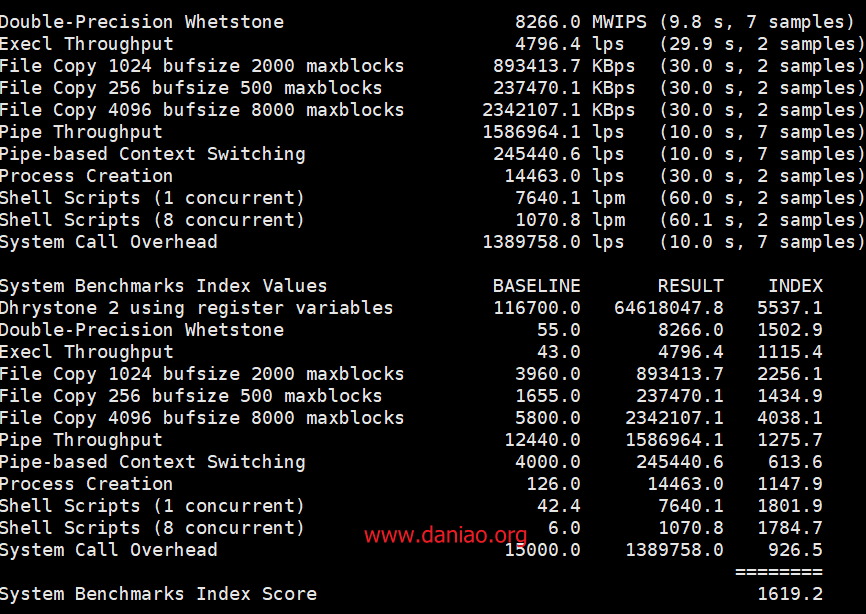 Double-Precision Whetstone 8266.0 MWIPS (9.8 s, 7 samples)
Execl Throughput 4796.4 lps (29.9 s, 2 samples)
File Copy 1024 bufsize 2000 maxblocks 893413.7 KBps (30.0 s, 2 samples)
File Copy 256 bufsize 500 maxblocks 237470.1 KBps (30.0 s, 2 samples)
File Copy 4096 bufsize 8000 maxblocks 2342107.1 KBps (30.0 s, 2 samples)
Pipe Throughput 1586964.1 lps (10.0 s, 7 samples)
Pipe-based Context Switching 245440.6 lps (10.0 s, 7 samples)
Process Creation 14463.0 lps (30.0 s, 2 samples)
Shell Scripts (1 concurrent) 7640.1 lpm (60.0 s, 2 samples)
Shell Scripts (8 concurrent) 1070.8 lpm (60.1 s, 2 samples)
System Call Overhead 1389758.0 lps (10.0 s, 7 samples)
System Benchmarks Index Values BASELINE RESULT INDEX
Dhrystone 2 using register variables 116700.0 64618047.8 5537.1
Double-Precision Whetstone 55.0 8266.0 1502.9
Execl Throughput 43.0 4796.4 1115.4
File Copy 1024 bufsize 2000 maxblocks 3960.0 893413.7 2256.1
File Copy 256 bufsize 500 maxblocks 1655.0 237470.1 1434.9
File Copy 4096 bufsize 8000 maxblocks 5800.0 2342107.1 4038.1
Pipe Throughput 12440.0 1586964.1 1275.7
Pipe-based Context Switching 4000.0 245440.6 613.6
Process Creation 126.0 14463.0 1147.9
Shell Scripts (1 concurrent) 42.4 7640.1 1801.9
Shell Scripts (8 concurrent) 6.0 1070.8 1784.7
www.daniao.org
System Call Overhead 15000.0 1389758.0 926.5
========
System Benchmarks Index Score 1619.2